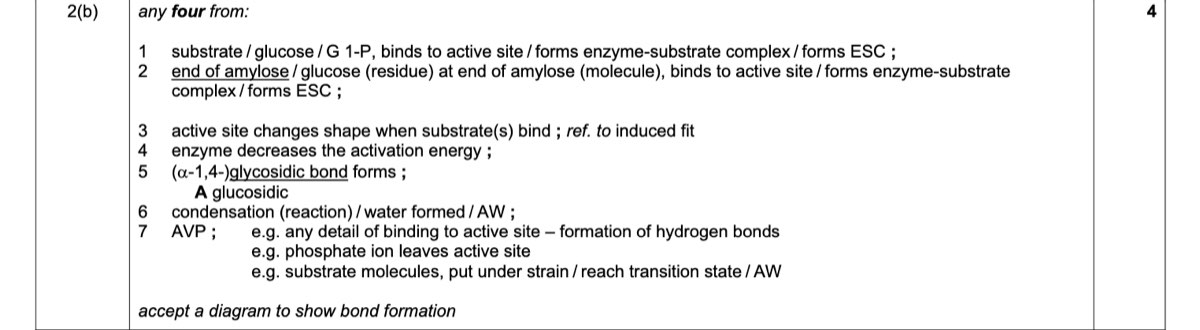 2(b) any four from: 4
1 substrate / glucose / G 1-P, binds to active site / forms enzyme-substrate complex / forms ESC ;
2 end of amylose / glucose (residue) at end of amylose (molecule), binds to active site / forms enzyme-substrate
complex / forms ESC ;
3 active site changes shape when substrate(s) bind ; ref. to induced fit
4 enzyme decreases the activation energy ;
5 (α-1,4-)glycosidic bond forms ;
A glucosidic
6 condensation (reaction) / water formed / AW ;
7 AVP ; e.g. any detail of binding to active site – formation of hydrogen bonds
e.g. phosphate ion leaves active site
e.g. substrate molecules, put under strain / reach transition state / AW
accept a diagram to show bond formation